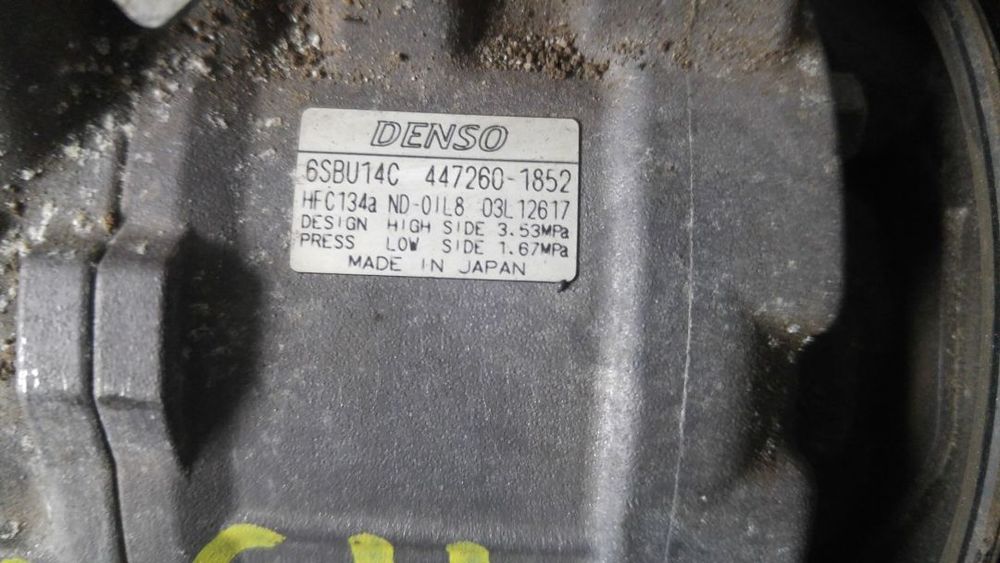 DENSO
6SBU14C 447260-1852
HFC134a ND-OIL8 03L12617
DESIGN HIGH SIDE 3.53MPa
PRESS LOW SIDE 1.67MPa
MADE IN JAPAN